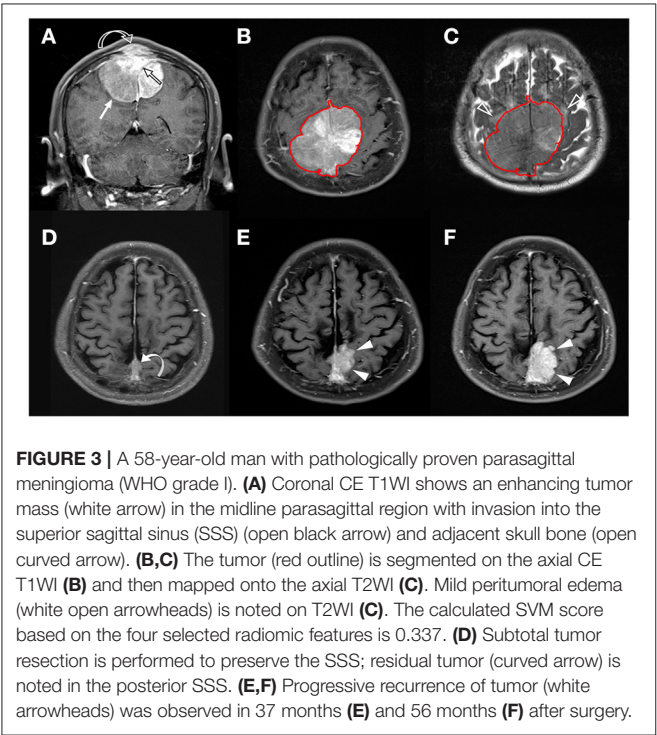 A
B
C
D
E
F
FIGURE 3 | A 58-year-old man with pathologically proven parasagittal
meningioma (WHO grade I). (A) Coronal CE T1WI shows an enhancing tumor
mass (white arrow) in the midline parasagittal region with invasion into the
superior sagittal sinus (SSS) (open black arrow) and adjacent skull bone (open
curved arrow). (B,C) The tumor (red outline) is segmented on the axial CE
T1WI (B) and then mapped onto the axial T2WI (C). Mild peritumoral edema
(white open arrowheads) is noted on T2WI (C). The calculated SVM score
based on the four selected radiomic features is 0.337. (D) Subtotal tumor
resection is performed to preserve the SSS; residual tumor (curved arrow) is
noted in the posterior SSS. (E,F) Progressive recurrence of tumor (white
arrowheads) was observed in 37 months (E) and 56 months (F) after surgery.